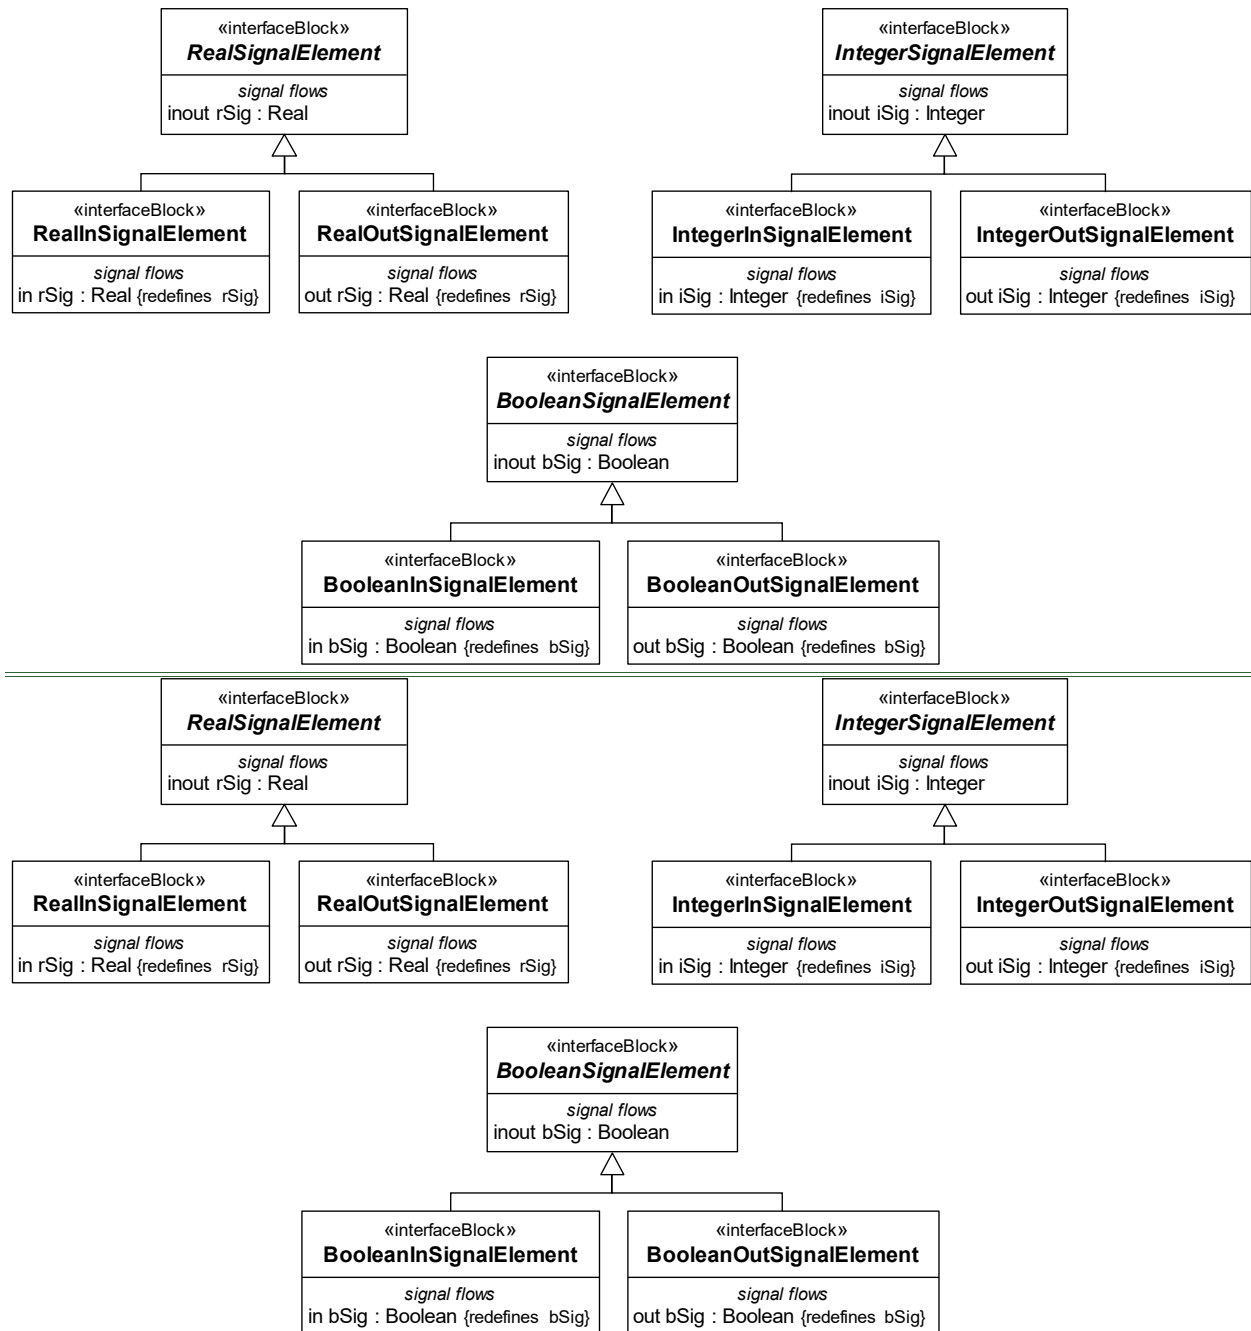 «interfaceBlock»
RealSignalElement
signal flows
inout rSig : Real
«interfaceBlock»
IntegerSignalElement
signal flows
inout iSig : Integer
«interfaceBlock»
RealInSignalElement
signal flows
in rSig : Real {redefines rSig}
«interfaceBlock»
RealOutSignalElement
signal flows
out rSig : Real {redefines rSig}
«interfaceBlock»
IntegerInSignalElement
signal flows
in iSig : Integer {redefines iSig}
«interfaceBlock»
IntegerOutSignalElement
signal flows
out iSig : Integer {redefines iSig}
«interfaceBlock»
BooleanSignalElement
signal flows
inout bSig : Boolean
«interfaceBlock»
BooleanInSignalElement
signal flows
in bSig : Boolean {redefines bSig}
«interfaceBlock»
BooleanOutSignalElement
signal flows
out bSig : Boolean {redefines bSig}
«interfaceBlock»
RealSignalElement
signal flows
inout rSig : Real
«interfaceBlock»
IntegerSignalElement
signal flows
inout iSig : Integer
«interfaceBlock»
RealInSignalElement
signal flows
in rSig : Real {redefines rSig}
«interfaceBlock»
RealOutSignalElement
signal flows
out rSig : Real {redefines rSig}
«interfaceBlock»
IntegerInSignalElement
signal flows
in iSig : Integer {redefines iSig}
«interfaceBlock»
IntegerOutSignalElement
signal flows
out iSig : Integer {redefines iSig}
«interfaceBlock»
BooleanSignalElement
signal flows
inout bSig : Boolean
«interfaceBlock»
BooleanInSignalElement
signal flows
in bSig : Boolean {redefines bSig}
«interfaceBlock»
BooleanOutSignalElement
signal flows
out bSig : Boolean {redefines bSig}